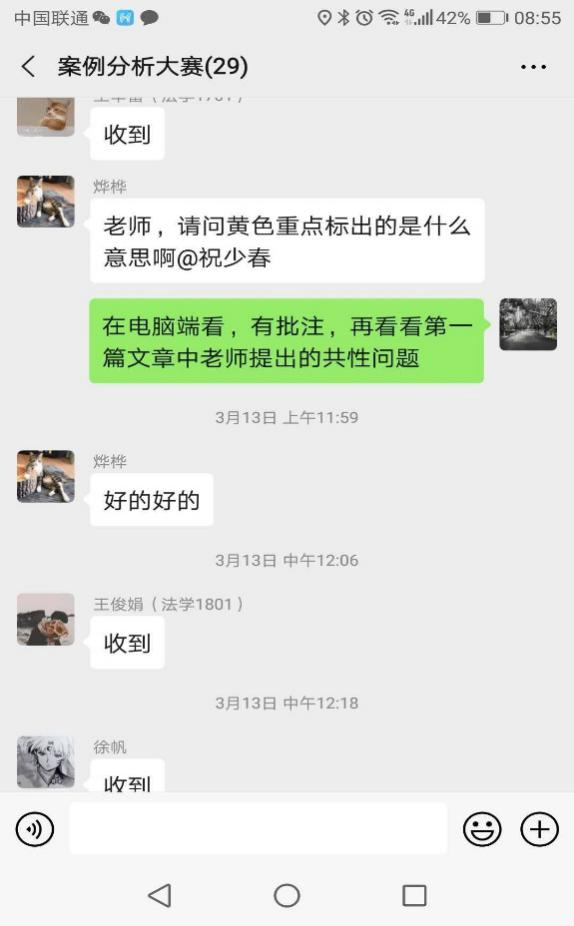 中国联通
4G 42% 08:55
案例分析大赛(29)
收到
烨桦
老师，请问黄色重点标出的是什么
意思啊@祝少春
在电脑端看，有批注，再看看第一
篇文章中老师提出的共性问题
3月13日 上午11:59
烨桦
好的好的
3月13日 中午12:06
王俊娟（法学1801）
收到
3月13日 中午12:18
徐帆
收到